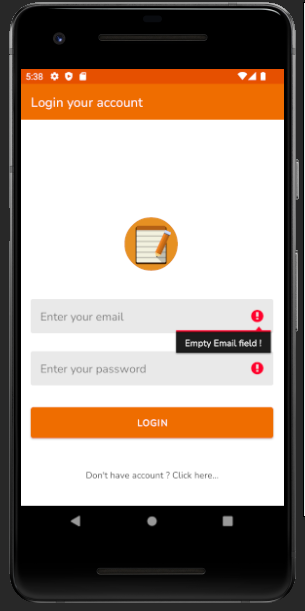 5:38
Login your account
Enter your email
Empty Email field !
Enter your password
LOGIN
Don't have account ? Click here...